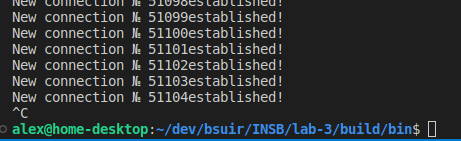 New connection № 51098established!
New connection № 51099established!
New connection № 51100established!
New connection № 51101established!
New connection № 51102established!
New connection № 51103established!
New connection № 51104established!
^C
alex@home-desktop:~/dev/bsuir/INSB/lab-3/build/bin$